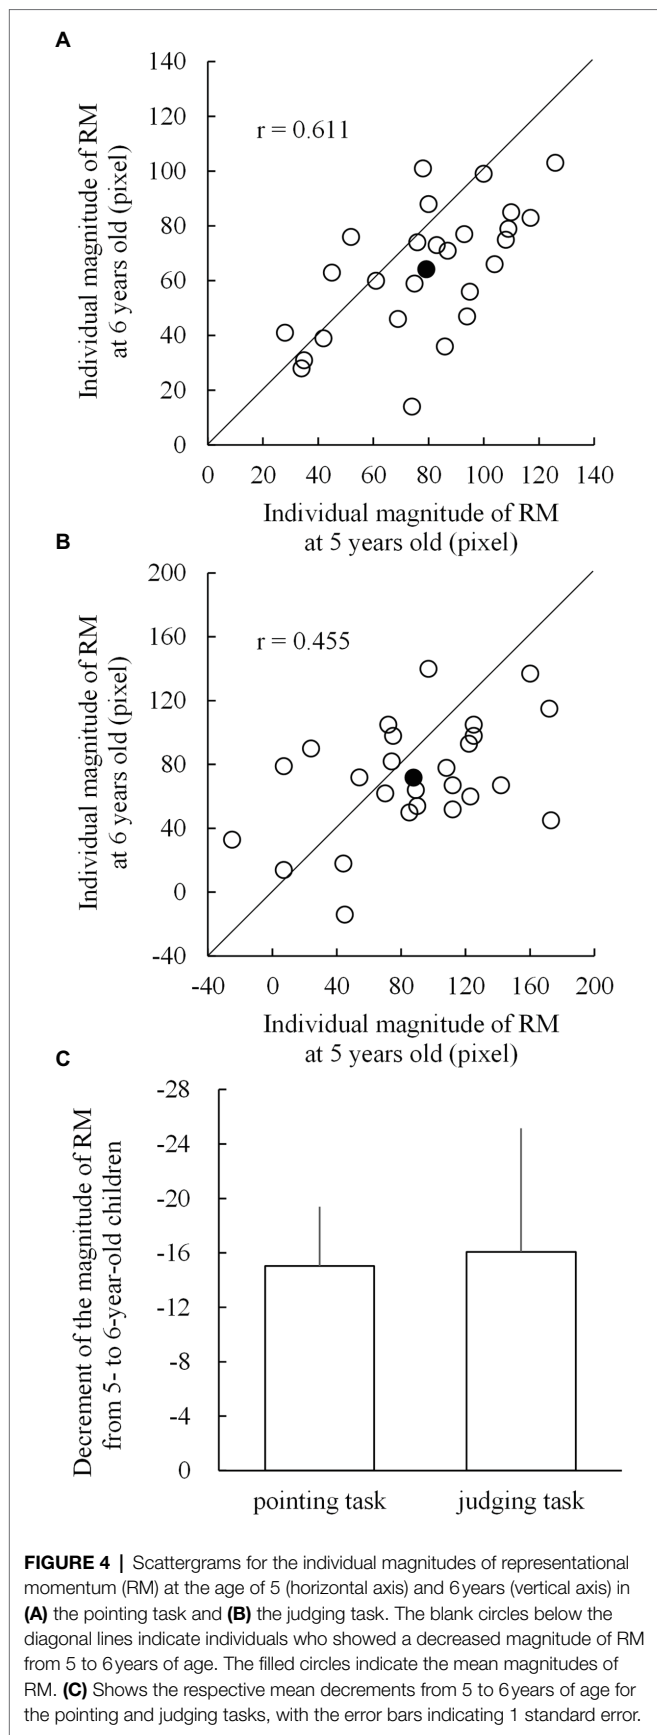 A
140
120
100
80
60
40
20
0
r = 0.611
Individual magnitude of RM
at 6 years old (pixel)
0 20 40 60 80 100 120 140
Individual magnitude of RM
at 5 years old (pixel)
B
200
160
120
80
40
0
-40
r = 0.455
Individual magnitude of RM
at 6 years old (pixel)
-40 0 40 80 120 160 200
Individual magnitude of RM
at 5 years old (pixel)
C
-28
-24
-20
-16
-12
-8
-4
0
Decrement of the magnitude of RM
from 5- to 6-year-old children
pointing task judging task
FIGURE 4 | Scattergrams for the individual magnitudes of representational
momentum (RM) at the age of 5 (horizontal axis) and 6 years (vertical axis) in
(A) the pointing task and (B) the judging task. The blank circles below the
diagonal lines indicate individuals who showed a decreased magnitude of RM
from 5 to 6 years of age. The filled circles indicate the mean magnitudes of
RM. (C) Shows the respective mean decrements from 5 to 6 years of age for
the pointing and judging tasks, with the error bars indicating 1 standard error.